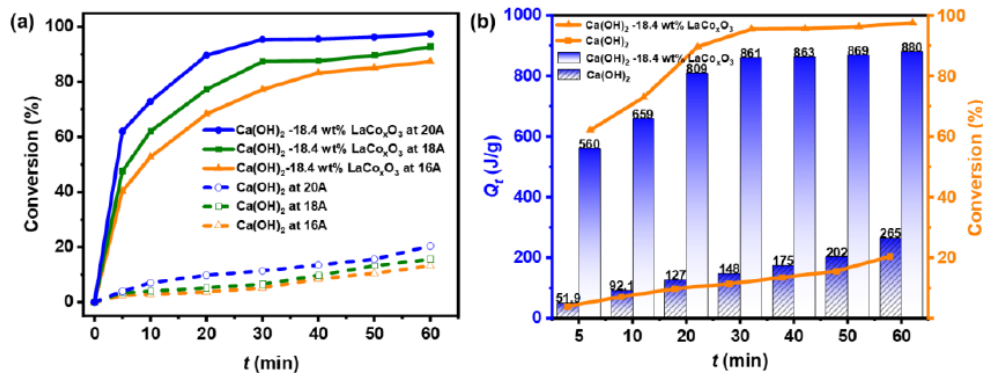 (a)
100
80
60
40
20
0
Conversion (%)
Ca(OH)2 -18.4 wt% LaCoxO3 at 20A
Ca(OH)2 -18.4 wt% LaCoxO3 at 18A
Ca(OH)2-18.4 wt% LaCoxO3 at 16A
Ca(OH)2 at 20A
Ca(OH)2 at 18A
Ca(OH)2 at 16A
0 10 20 30 40 50 60
t (min)
(b)
1000
800
600
400
200
0
Qt (J/g)
Ca(OH)2 -18.4 wt% LaCoxO3
Ca(OH)2
Ca(OH)2 -18.4 wt% LaCoxO3
Ca(OH)2
560 659 809 861 863 869 880
51.9 92.1 127 148 175 202 265
5 10 20 30 40 50 60
t (min)
100
80
60
40
20
0
Conversion (%)